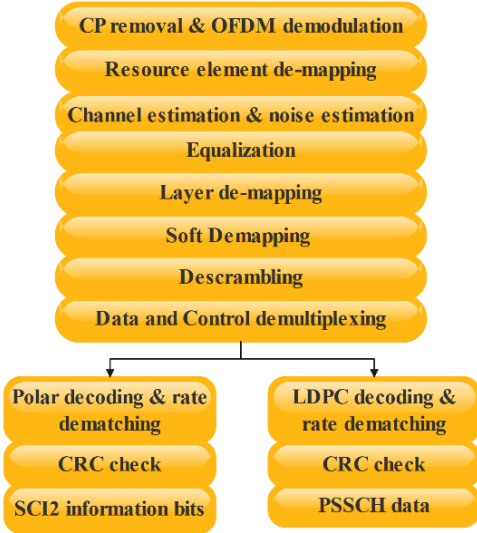 CP removal & OFDM demodulation
Resource element de-mapping
Channel estimation & noise estimation
Equalization
Layer de-mapping
Soft Demapping
Descrambling
Data and Control demultiplexing
Polar decoding & rate
dematching
CRC check
SCI2 information bits
LDPC decoding &
rate dematching
CRC check
PSSCH data